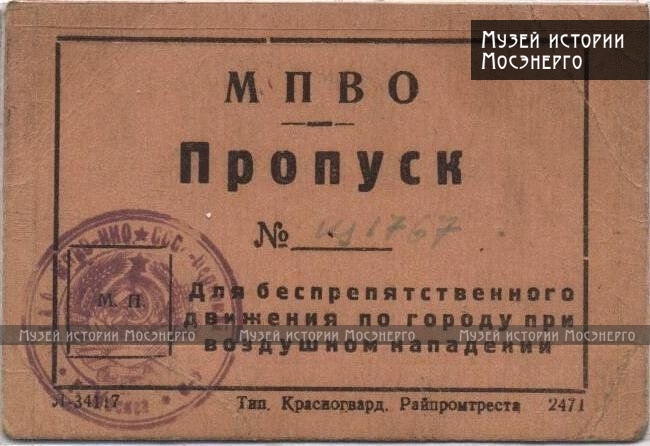 Музей истории
Мосэнерго
МПВО
Пропуск
№ 1767
М. П.
Для беспрепятственного
движения по городу при
воздушном нападении
Музей истории Мосэнерго Музей истории Мосэнерго Музей истории Мосэнерго
Л-34117 Тип. Красногвард. Райпромтреста 2471